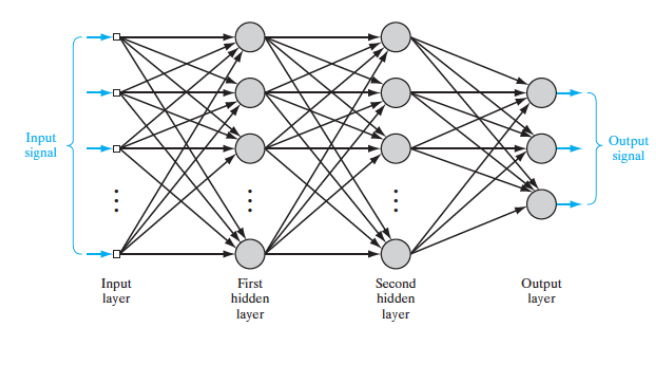 Input
signal
Output
signal
Input
layer
First
hidden
layer
Second
hidden
layer
Output
layer